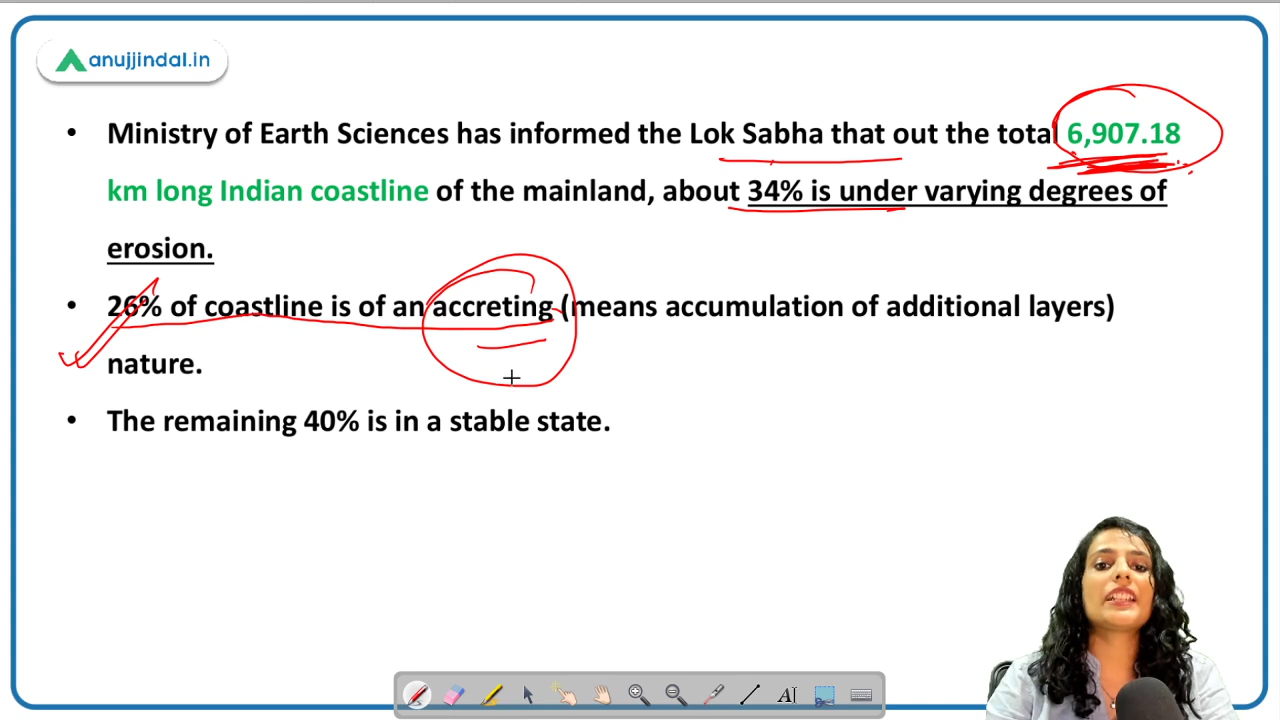 anujjindal.in
• Ministry of Earth Sciences has informed the Lok Sabha that out the total 6,907.18
km long Indian coastline of the mainland, about 34% is under varying degrees of
erosion.
• 26% of coastline is of an accreting (means accumulation of additional layers)
nature.
• The remaining 40% is in a stable state.
A